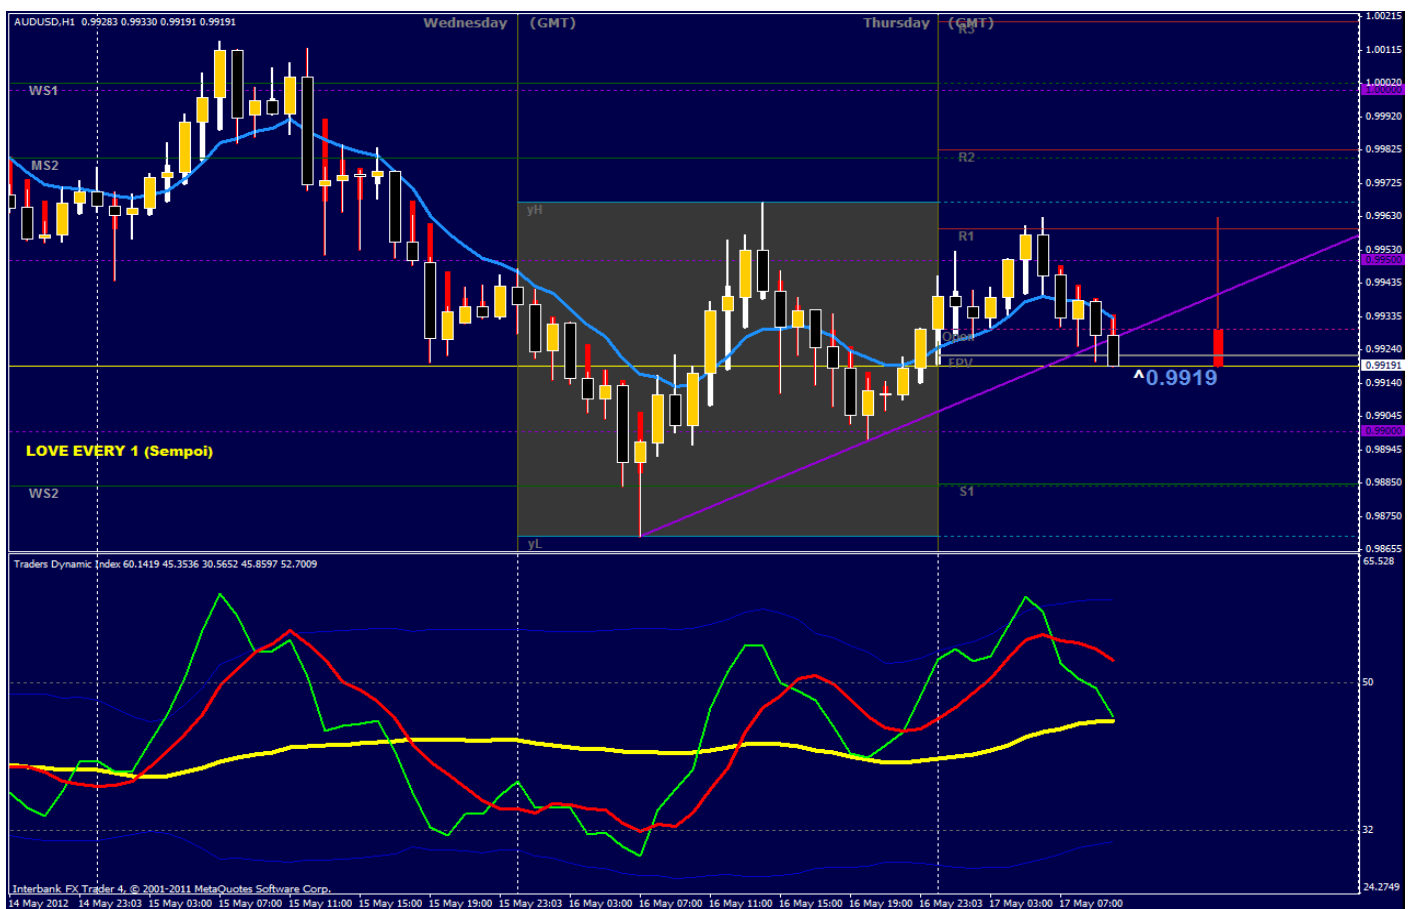 AUDUSD,H1 0.99283 0.99330 0.99191 0.99191
Wednesday (GMT)
Thursday (GMT)
R3
WS1
MS2
R2
yH
R1
Open
FPV
^0.9919
LOVE EVERY 1 (Sempoi)
WS2
S1
yL
1.00215
1.00115
1.00020
1.00000
0.99920
0.99825
0.99725
0.99630
0.99530
0.99500
0.99435
0.99335
0.99240
0.99191
0.99140
0.99045
0.99000
0.98945
0.98850
0.98750
0.98655
Traders Dynamic Index 60.1419 45.3536 30.5652 45.8597 52.7009
65.528
50
32
24.2749
Interbank FX Trader 4, © 2001-2011 MetaQuotes Software Corp.
14 May 2012 14 May 23:03 15 May 03:00 15 May 07:00 15 May 11:00 15 May 15:00 15 May 19:00 15 May 23:03 16 May 03:00 16 May 07:00 16 May 11:00 16 May 15:00 16 May 19:00 16 May 23:03 17 May 03:00 17 May 07:00